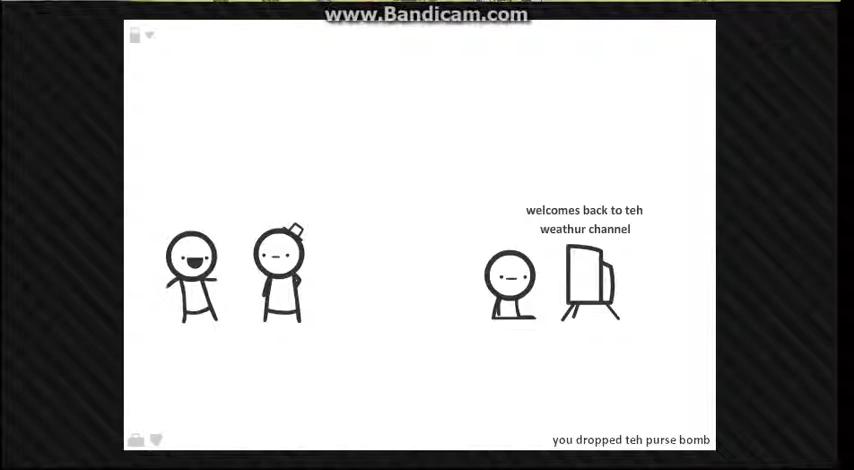 www.Bandicam.com
welcomes back to teh
weathur channel
you dropped teh purse bomb